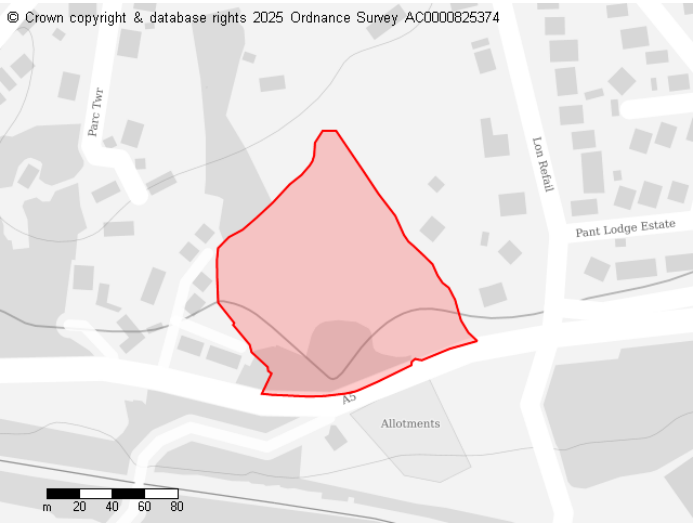 © Crown copyright & database rights 2025 Ordnance Survey AC0000825374
Parc Twr
Lon Refail
Pant Lodge Estate
A5
Allotments
m 20 40 60 80